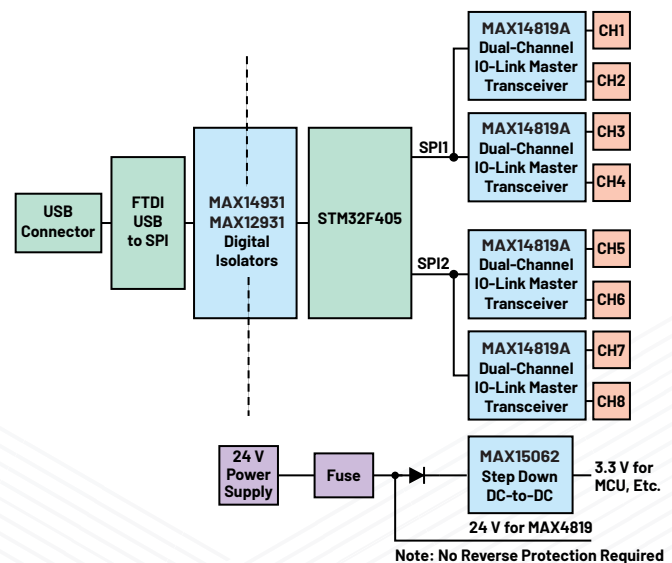 USB
Connector
FTDI
USB
to SPI
MAX14931
MAX12931
Digital
Isolators
STM32F405
SPI1
SPI2
MAX14819A
Dual-Channel
IO-Link Master
Transceiver
CH1
CH2
MAX14819A
Dual-Channel
IO-Link Master
Transceiver
CH3
CH4
MAX14819A
Dual-Channel
IO-Link Master
Transceiver
CH5
CH6
MAX14819A
Dual-Channel
IO-Link Master
Transceiver
CH7
CH8
24 V
Power
Supply
Fuse
MAX15062
Step Down
DC-to-DC
3.3 V for
MCU, Etc.
24 V for MAX4819
Note: No Reverse Protection Required